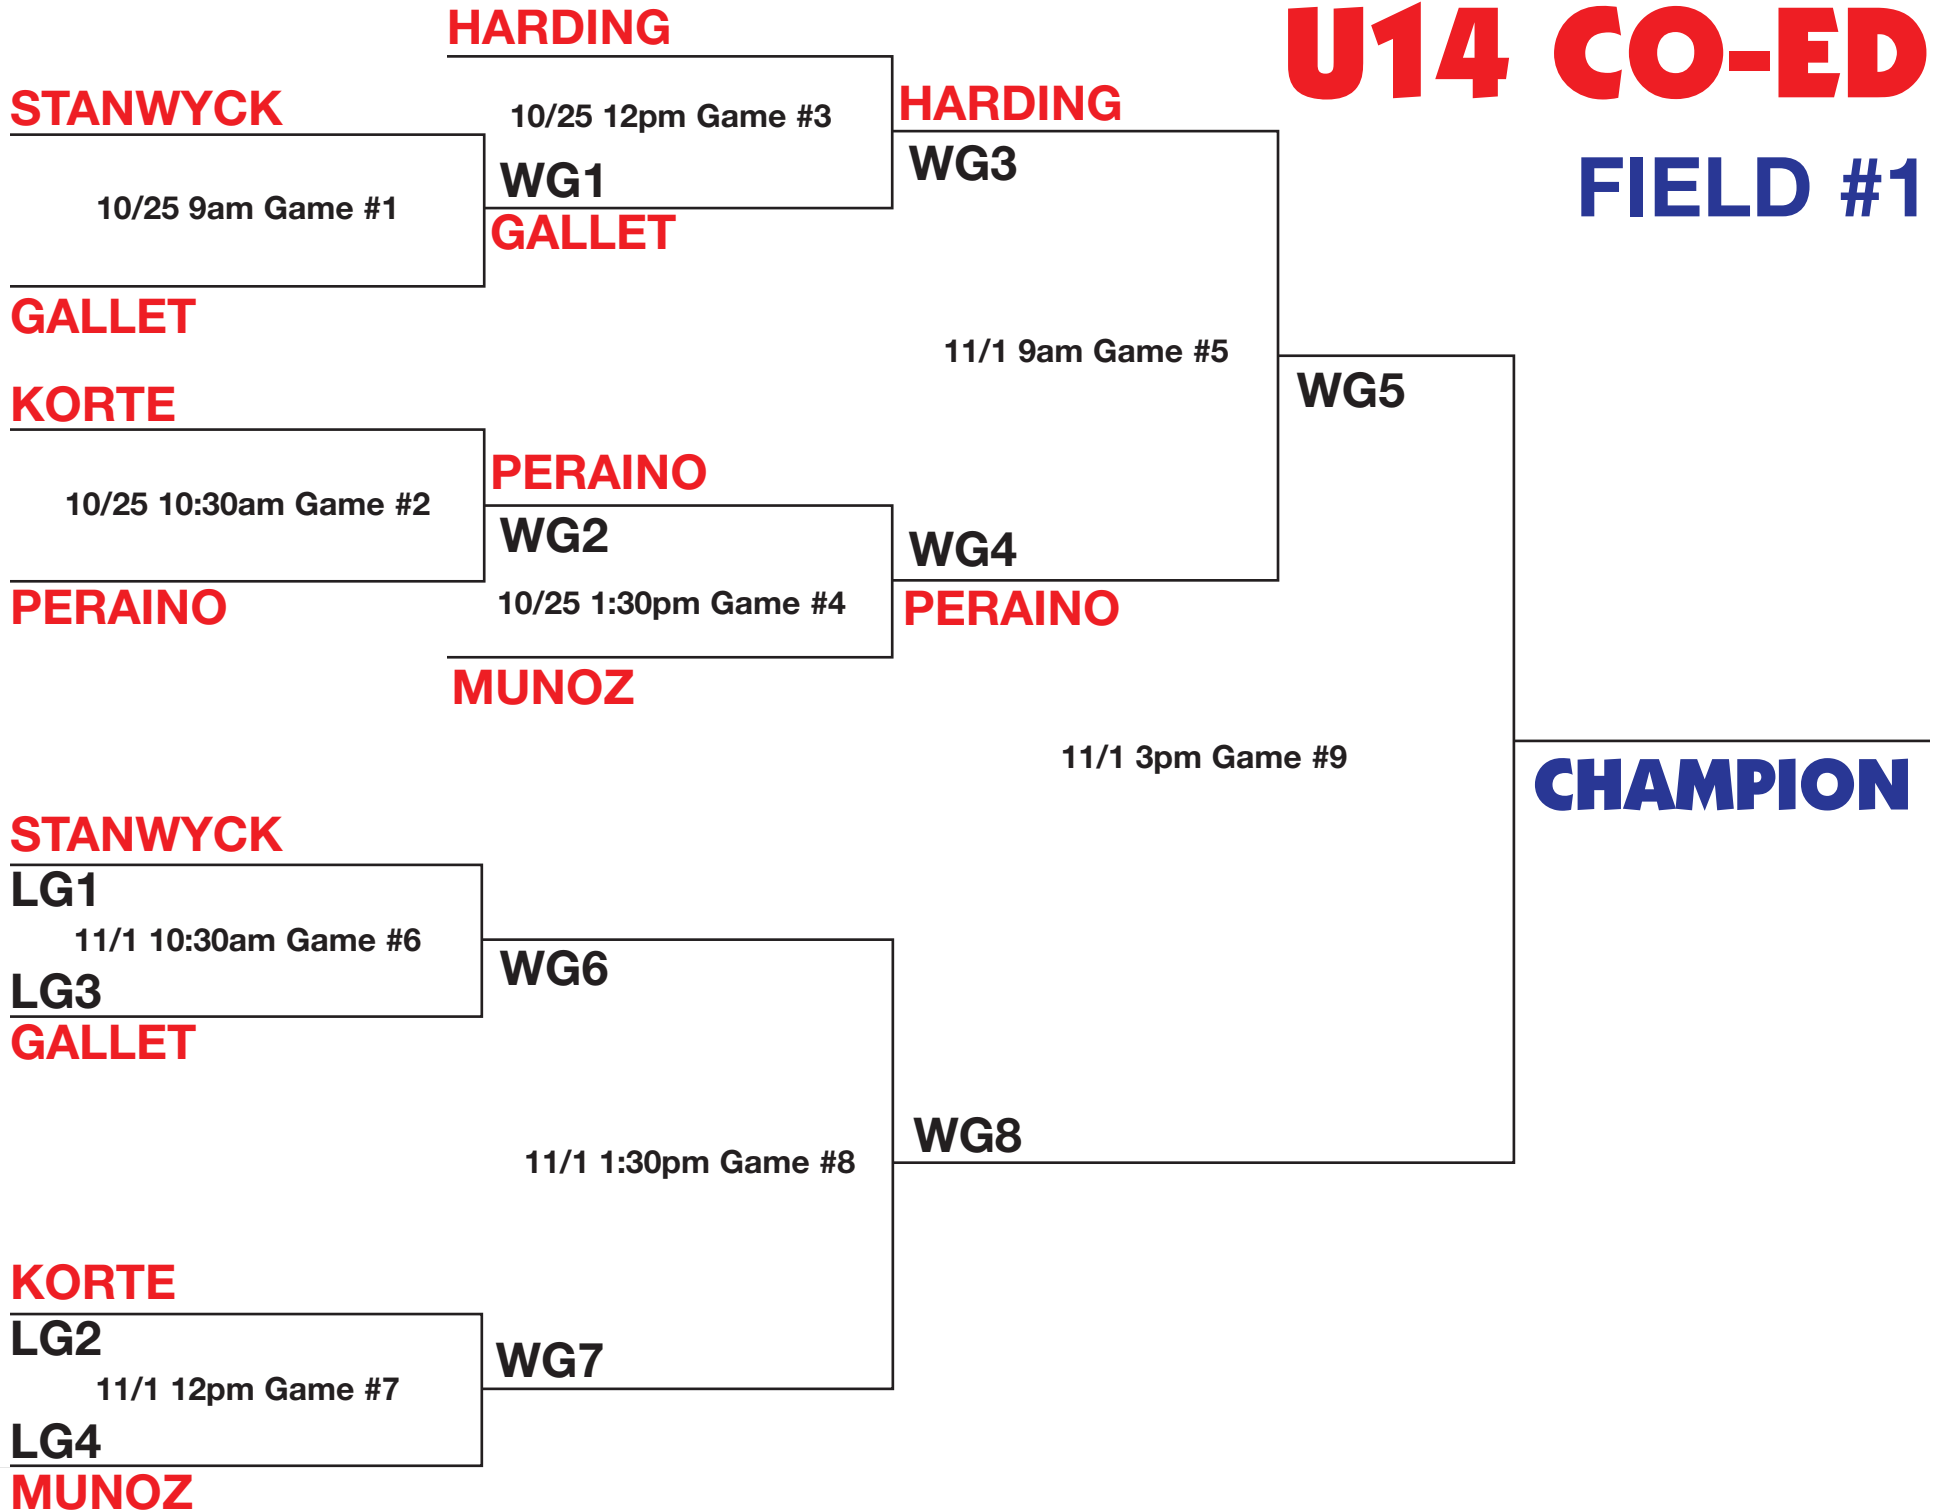 HARDING
U14 CO-ED
STANWYCK
10/25 12pm Game #3
HARDING
WG3
FIELD #1
10/25 9am Game #1
WG1
GALLET
GALLET
11/1 9am Game #5
WG5
KORTE
PERAINO
10/25 10:30am Game #2
WG2
WG4
PERAINO
10/25 1:30pm Game #4
PERAINO
MUNOZ
11/1 3pm Game #9
CHAMPION
STANWYCK
LG1
11/1 10:30am Game #6
WG6
LG3
GALLET
WG8
11/1 1:30pm Game #8
KORTE
LG2
WG7
11/1 12pm Game #7
LG4
MUNOZ